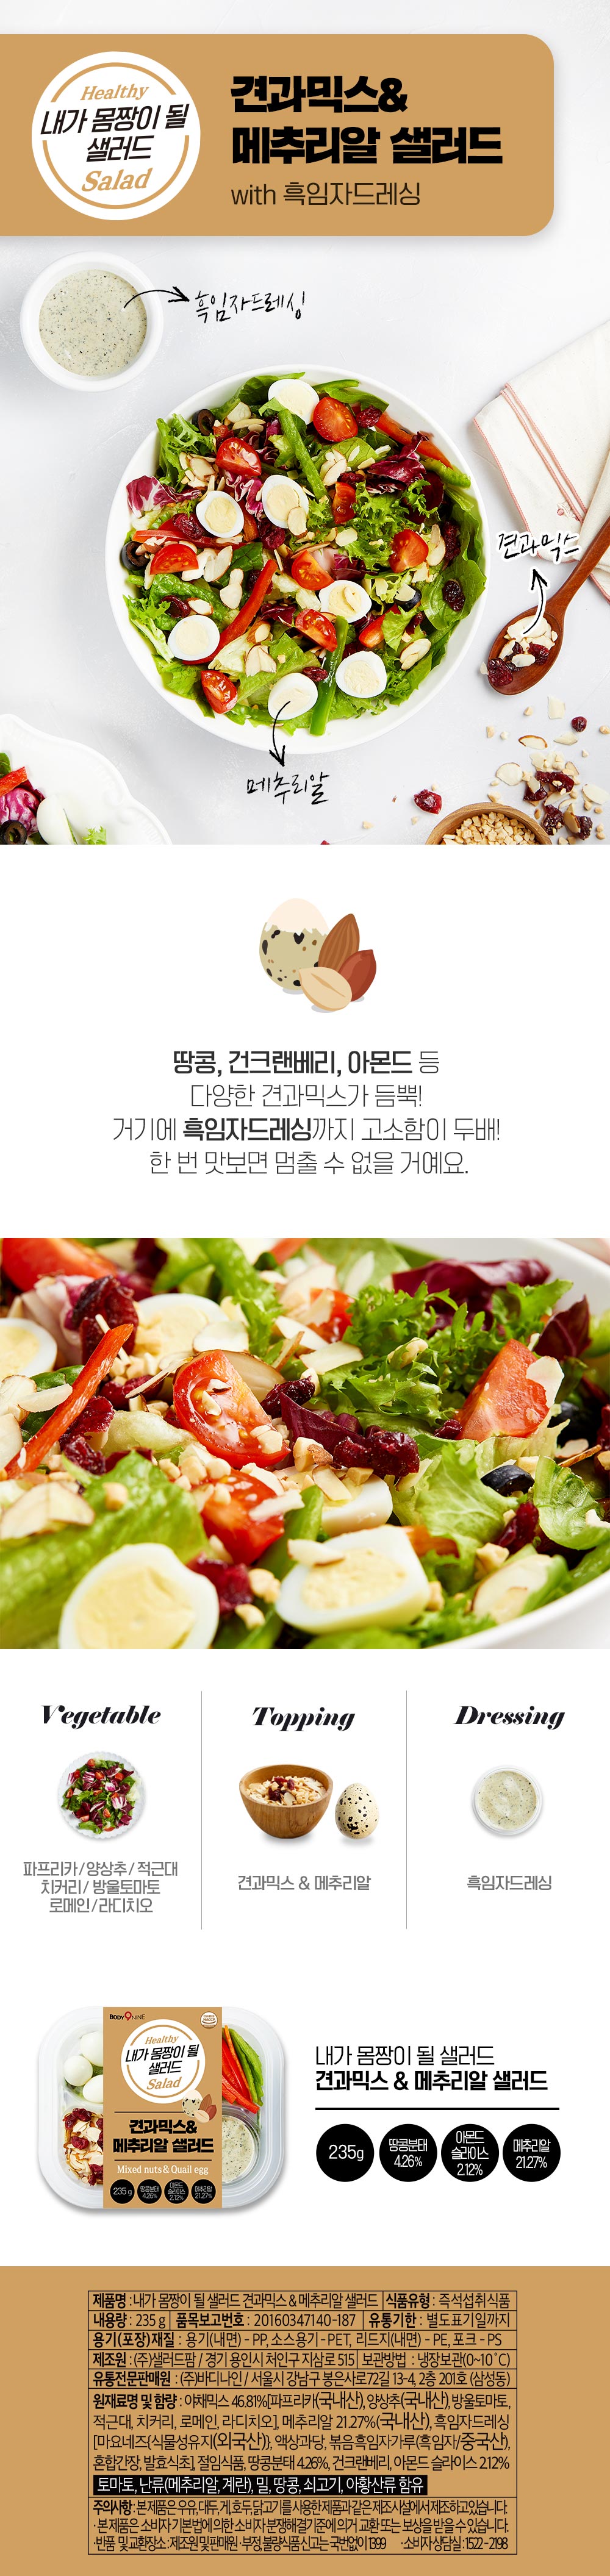 Healthy
내가 몸짱이 될
샐러드
Salad
견과믹스&
메추리알 샐러드
with 흑임자드레싱
흑임자드레싱
견과믹스
메추리알
땅콩, 건크랜베리, 아몬드 등
다양한 견과믹스가 듬뿍!
거기에 흑임자드레싱까지 고소함이 두배!
한 번 맛보면 멈출 수 없을 거예요.
Vegetable
파프리카/양상추/적근대
치커리/ 방울토마토
로메인/라디치오
Topping
견과믹스 & 메추리알
Dressing
흑임자드레싱
BODY9NINE
Healthy
내가 몸짱이 될
샐러드
Salad
견과믹스&
메추리알 샐러드
Mixed nuts & Quail egg
235g
땅콩분태
4.26%
아몬드
슬라이스
2.12%
메추리알
21.27%
내가 몸짱이 될 샐러드
견과믹스 & 메추리알 샐러드
235g
땅콩분태
4.26%
아몬드
슬라이스
2.12%
메추리알
21.27%
제품명 : 내가 몸짱이 될 샐러드 견과믹스 & 메추리알 샐러드 식품유형 : 즉석섭취식품
내용량 : 235 g 품목보고번호 : 20160347140-187 유통기한 : 별도표기일까지
용기(포장)재질 : 용기(내면) - PP, 소스용기 - PET, 리드지(내면) - PE, 포크 - PS
제조원 : (주)샐러드팜 / 경기 용인시 처인구 지삼로 515 보관방법 : 냉장보관(0~10˚C)
유통전문판매원 : (주)바디나인 / 서울시 강남구 봉은사로72길 13-4, 2층 201호 (삼성동)
원재료명 및 함량 : 야채믹스 46.81%[파프리카(국내산), 양상추(국내산), 방울토마토,
적근대, 치커리, 로메인, 라디치오], 메추리알 21.27%(국내산), 흑임자드레싱
[마요네즈{식물성유지(외국산)}, 액상과당, 볶음흑임자가루(흑임자/중국산),
혼합간장, 발효식초], 절임식품, 땅콩분태 4.26%, 건크랜베리, 아몬드 슬라이스 2.12%
토마토, 난류(메추리알, 계란), 밀, 땅콩, 쇠고기, 아황산류 함유
주의사항 : 본 제품은 우유, 대두, 게, 호두, 닭고기를 사용한 제품과 같은 제조시설에서 제조하고 있습니다.
· 본 제품은 소비자기본법에 의한 소비자분쟁해결기준에 의거 교환 또는 보상을 받을 수 있습니다.
· 반품 및 교환장소 : 제조원 및 판매원 · 부정,불량식품 신고는 국번없이 1399 · 소비자상담실 : 1522-2198